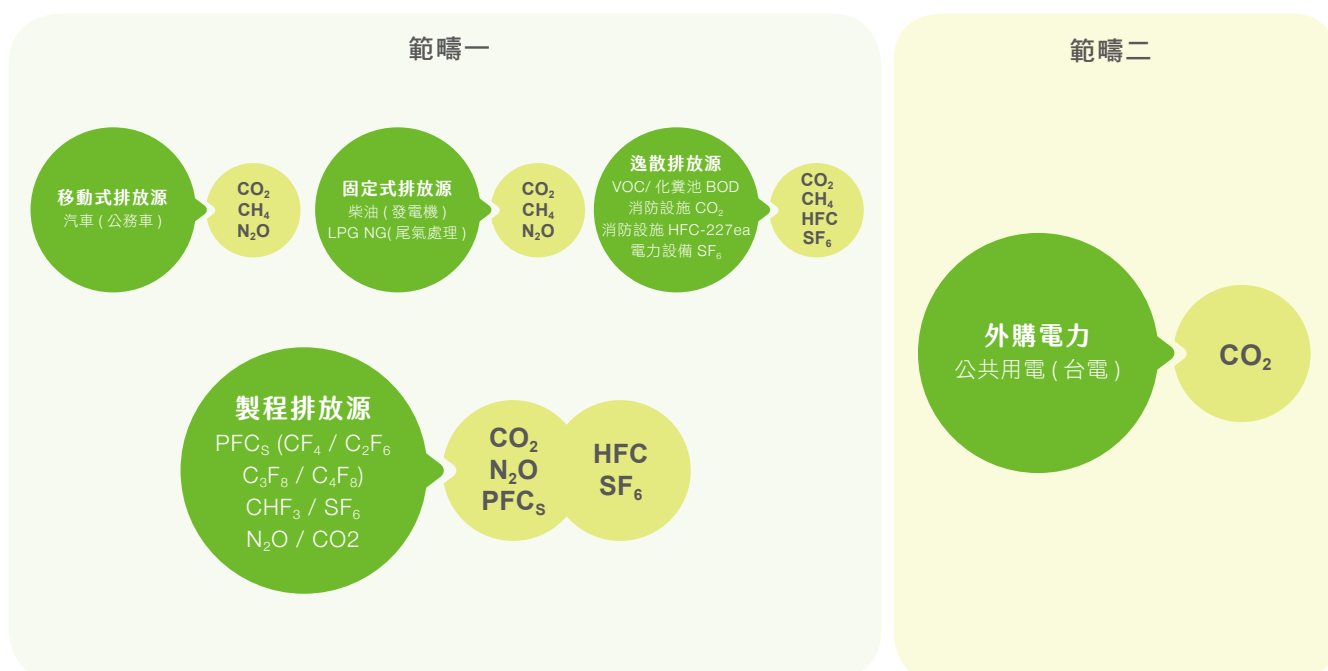 範疇一
移動式排放源
汽車 ( 公務車 )
CO₂
CH₄
N₂O
固定式排放源
柴油 ( 發電機 )
LPG NG( 尾氣處理 )
CO₂
CH₄
N₂O
逸散排放源
VOC/ 化糞池 BOD
消防設施 CO₂
消防設施 HFC-227ea
電力設備 SF₆
CO₂
CH₄
HFC
SF₆
製程排放源
PFCₛ (CF₄ / C₂F₆
C₃F₈ / C₄F₈)
CHF₃ / SF₆
N₂O / CO2
CO₂
N₂O
PFCₛ
HFC
SF₆
範疇二
外購電力
公共用電 ( 台電 )
CO₂